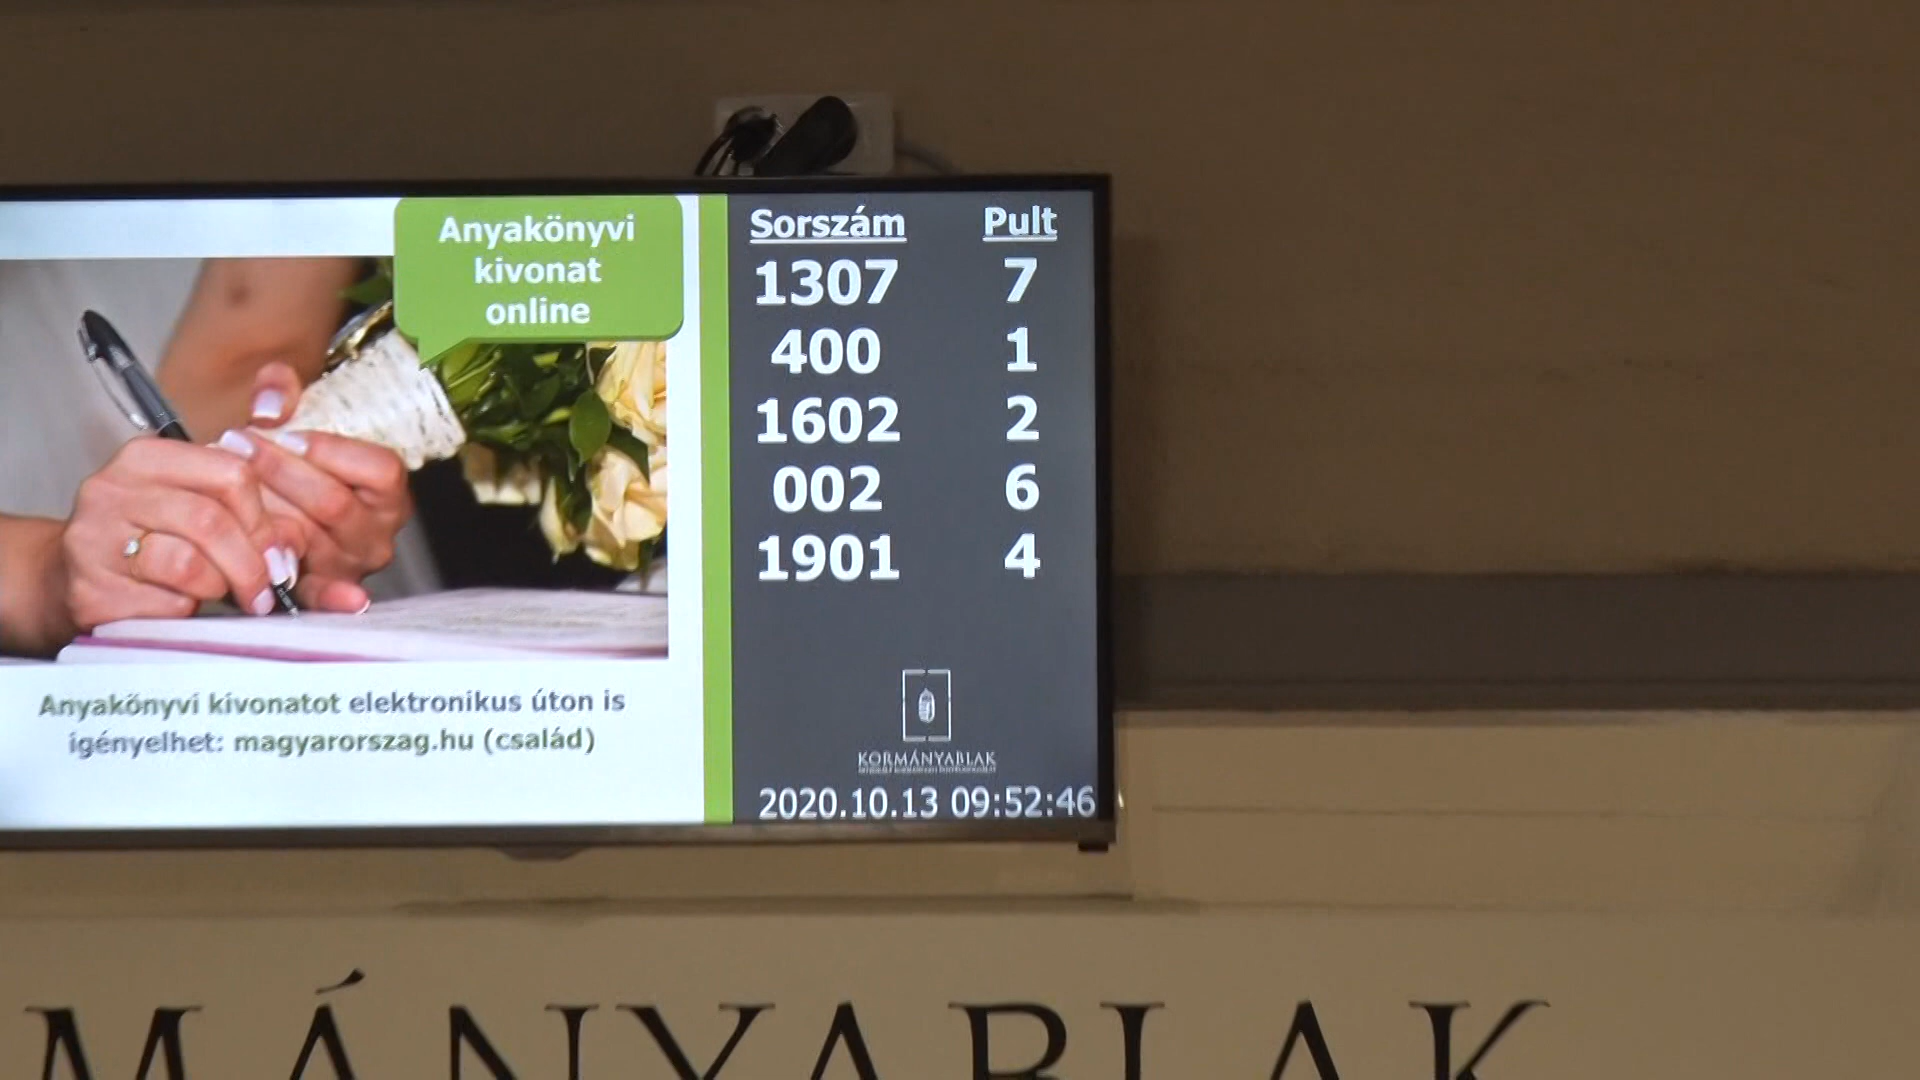 Anyakönyvi
kivonat
online
Anyakönyvi kivonatot elektronikus úton is
igényelhet: magyarorszag.hu (család)
Sorszám Pult
1307 7
400 1
1602 2
002 6
1901 4
KORMÁNYABLAK
2020.10.13 09:52:46
MÁNYABLAK